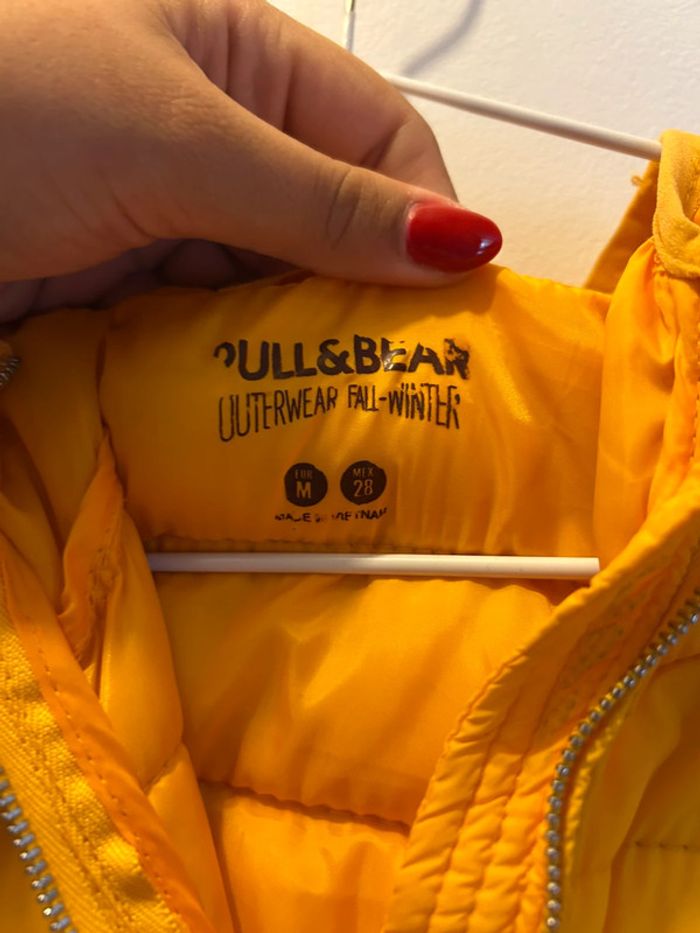 PULL&BEAR
OUTERWEAR FALL-WINTER
EUR MEX
M 28
MADE IN VIETNAM